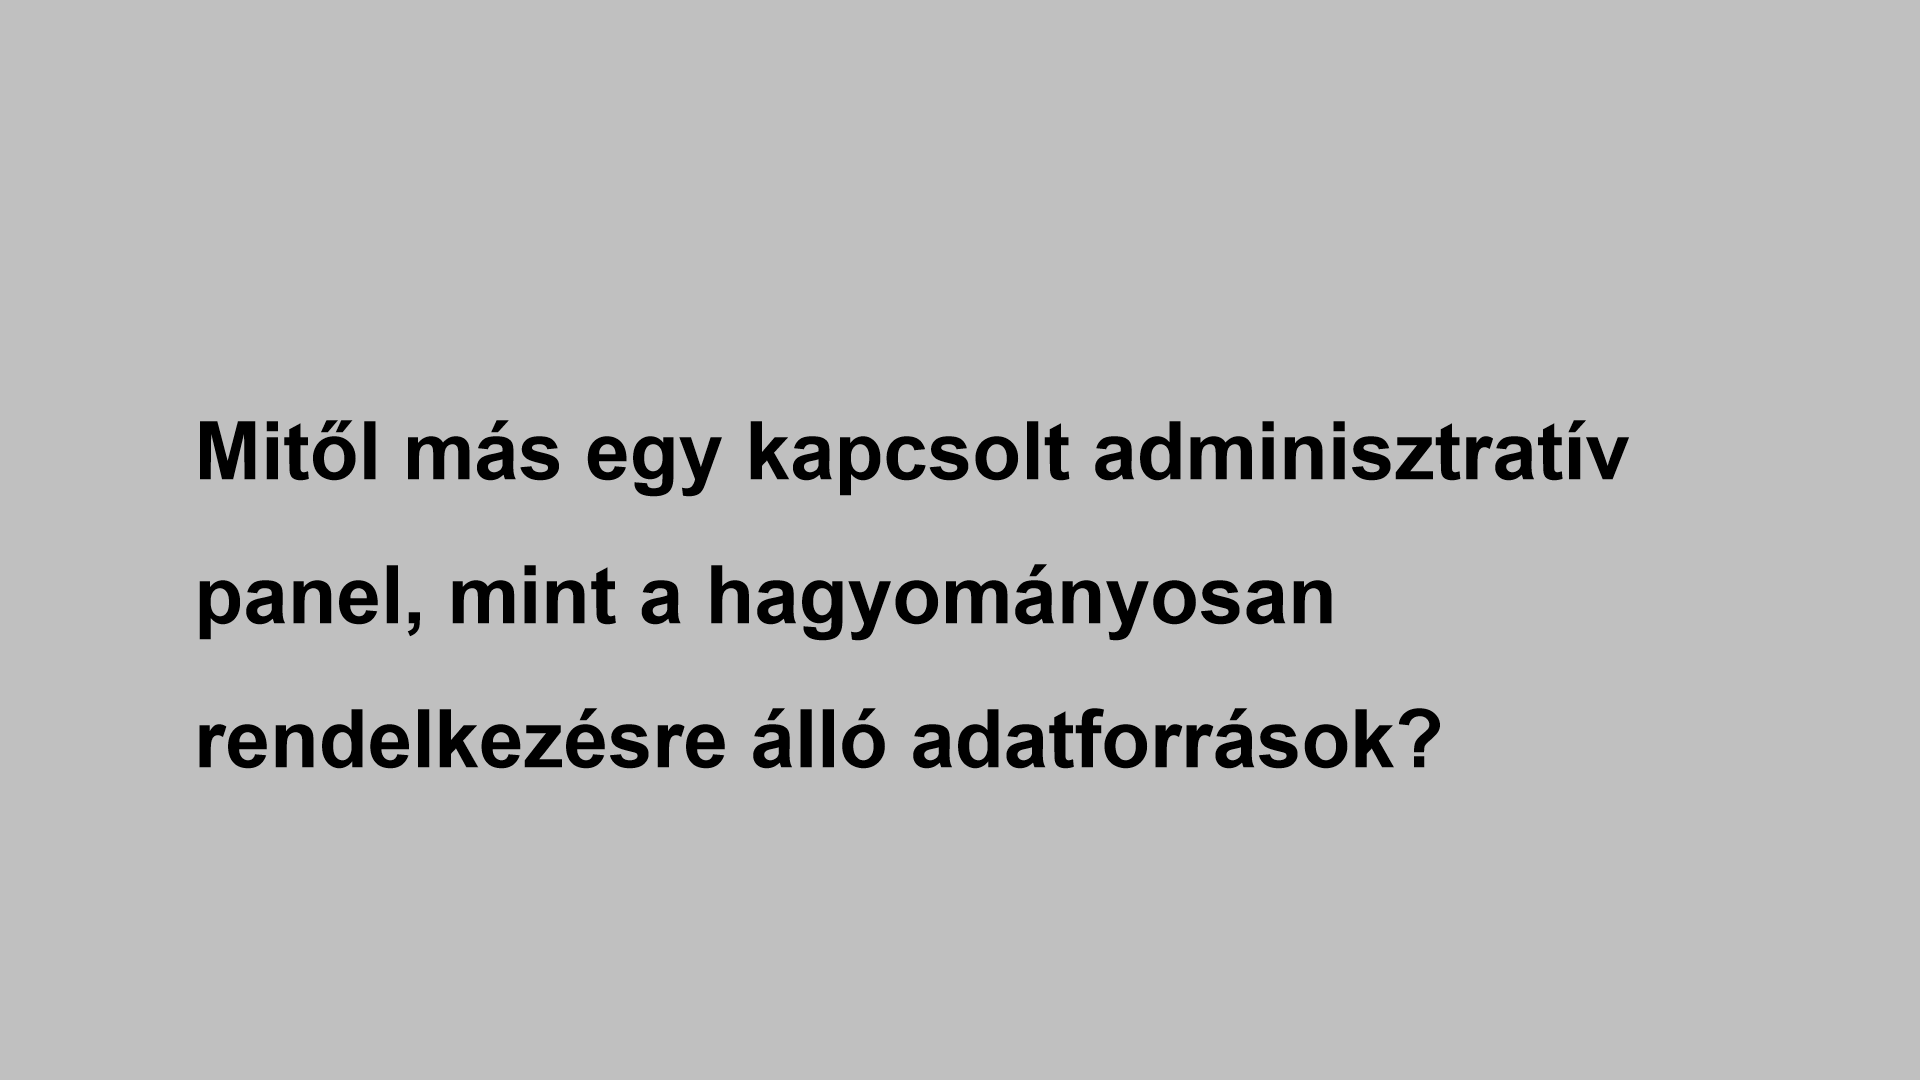 Mitől más egy kapcsolt adminisztratív
panel, mint a hagyományosan
rendelkezésre álló adatforrások?